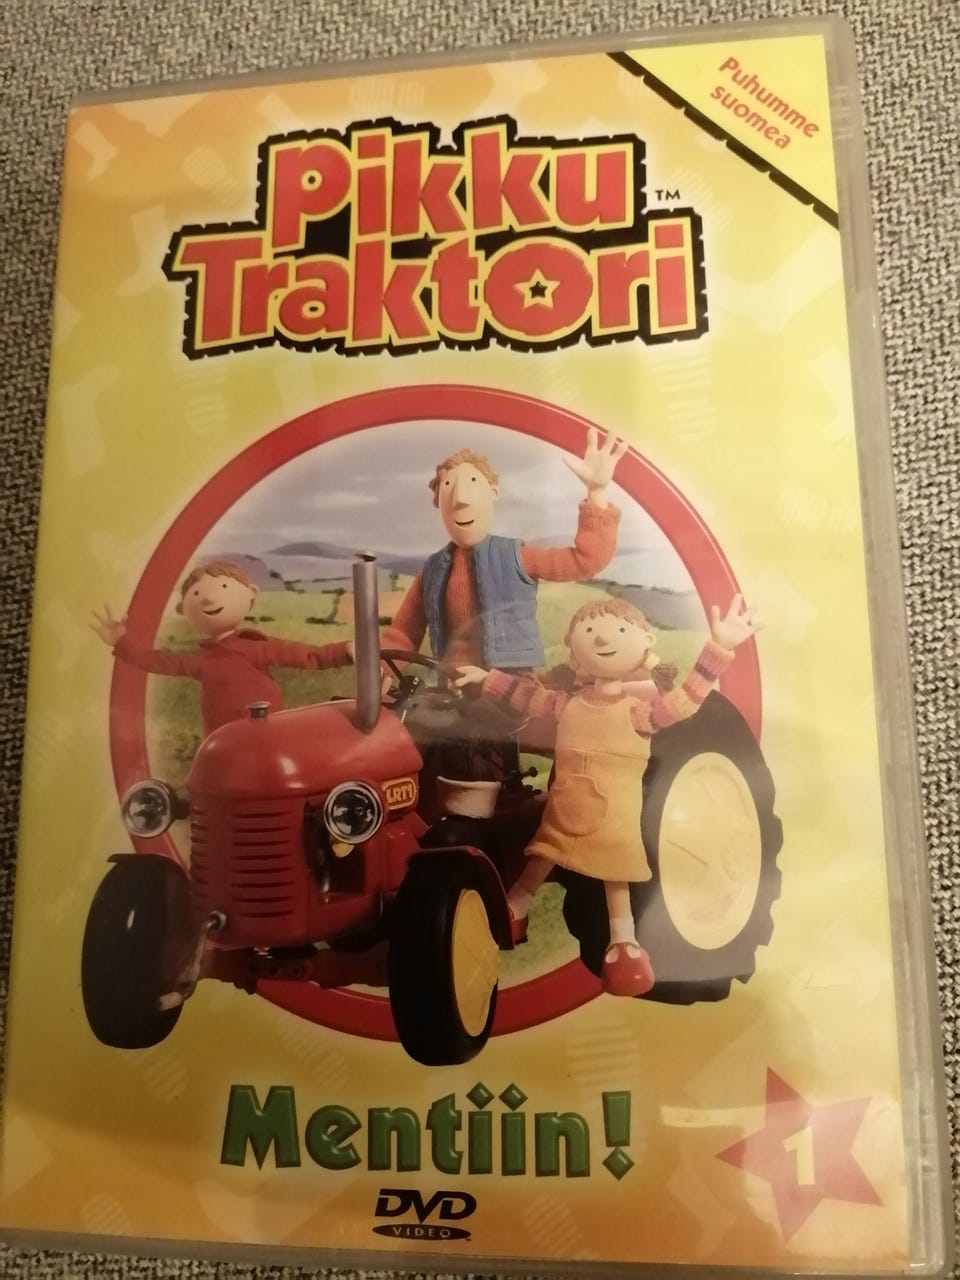 Puhumme
suomea
Pikku
TM
Traktori
LRT1
Mentiin!
1
DVD
VIDEO